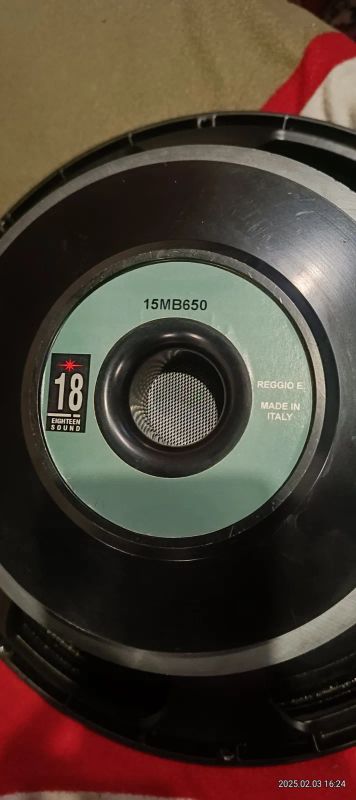 15MB650
18
EIGHTEEN
SOUND
REGGIO E.
MADE IN
ITALY
2025.02.03 16:24